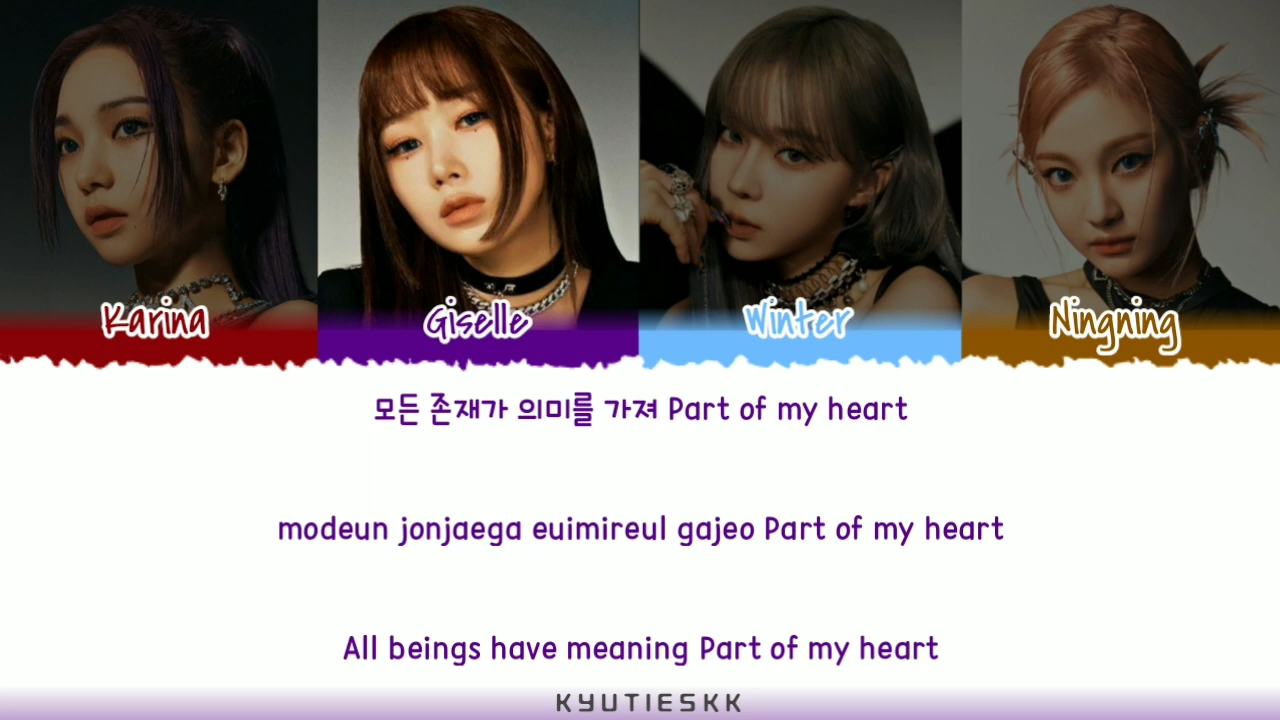 Karina
Giselle
Winter
Ningning
모든 존재가 의미를 가져 Part of my heart
modeun jonjaega euimireul gajeo Part of my heart
All beings have meaning Part of my heart
KYUTIESKK